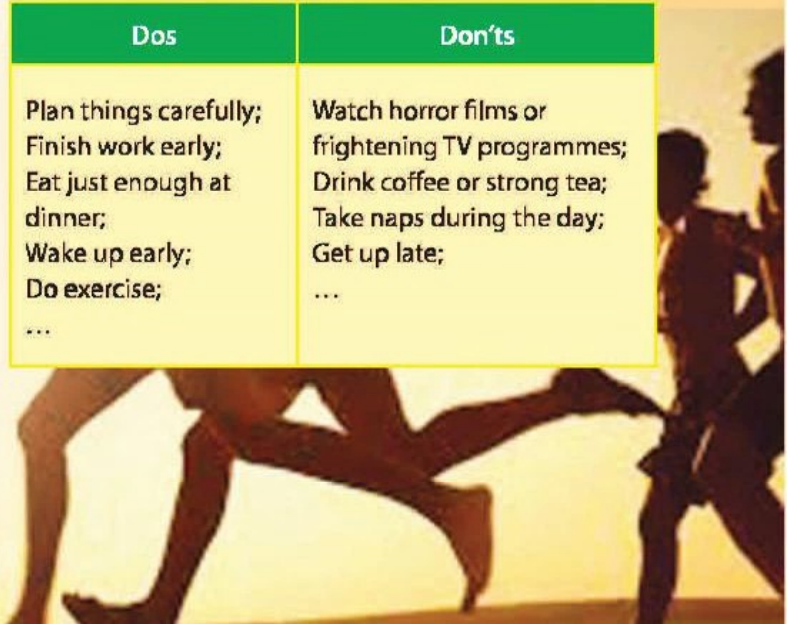 Dos
Don'ts
Plan things carefully;
Finish work early;
Eat just enough at
dinner;
Wake up early;
Do exercise;
...
Watch horror films or
frightening TV programmes;
Drink coffee or strong tea;
Take naps during the day;
Get up late;
...